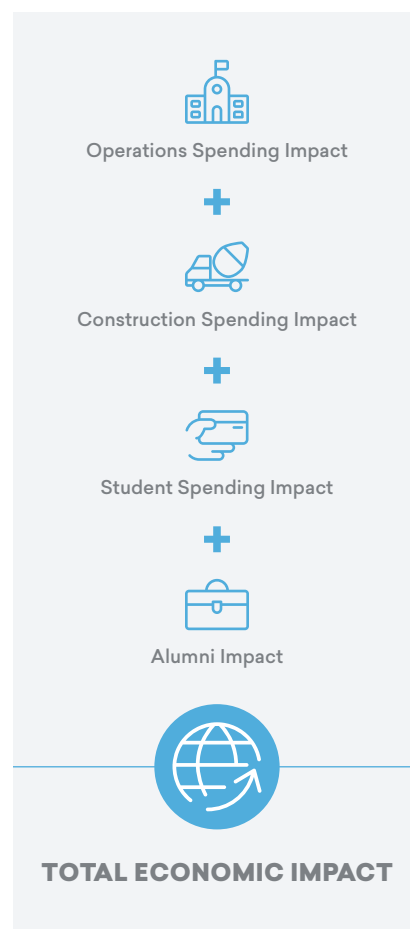 Operations Spending Impact
+
Construction Spending Impact
+
Student Spending Impact
+
Alumni Impact
TOTAL ECONOMIC IMPACT